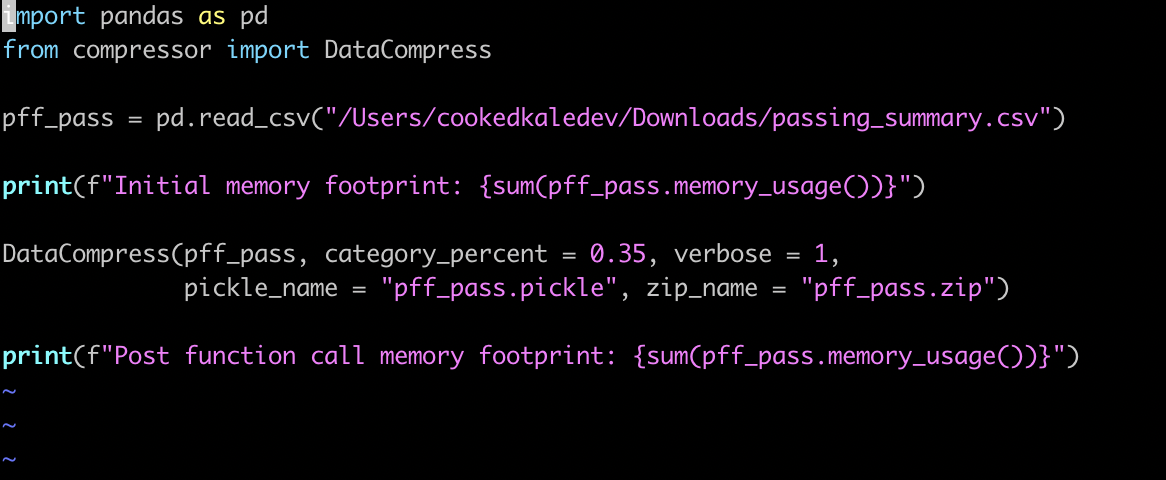 import pandas as pd
from compressor import DataCompress
pff_pass = pd.read_csv("/Users/cookedkaledev/Downloads/passing_summary.csv")
print(f"Initial memory footprint: {sum(pff_pass.memory_usage())}")
DataCompress(pff_pass, category_percent = 0.35, verbose = 1,
             pickle_name = "pff_pass.pickle", zip_name = "pff_pass.zip")
print(f"Post function call memory footprint: {sum(pff_pass.memory_usage())}")
~
~
~